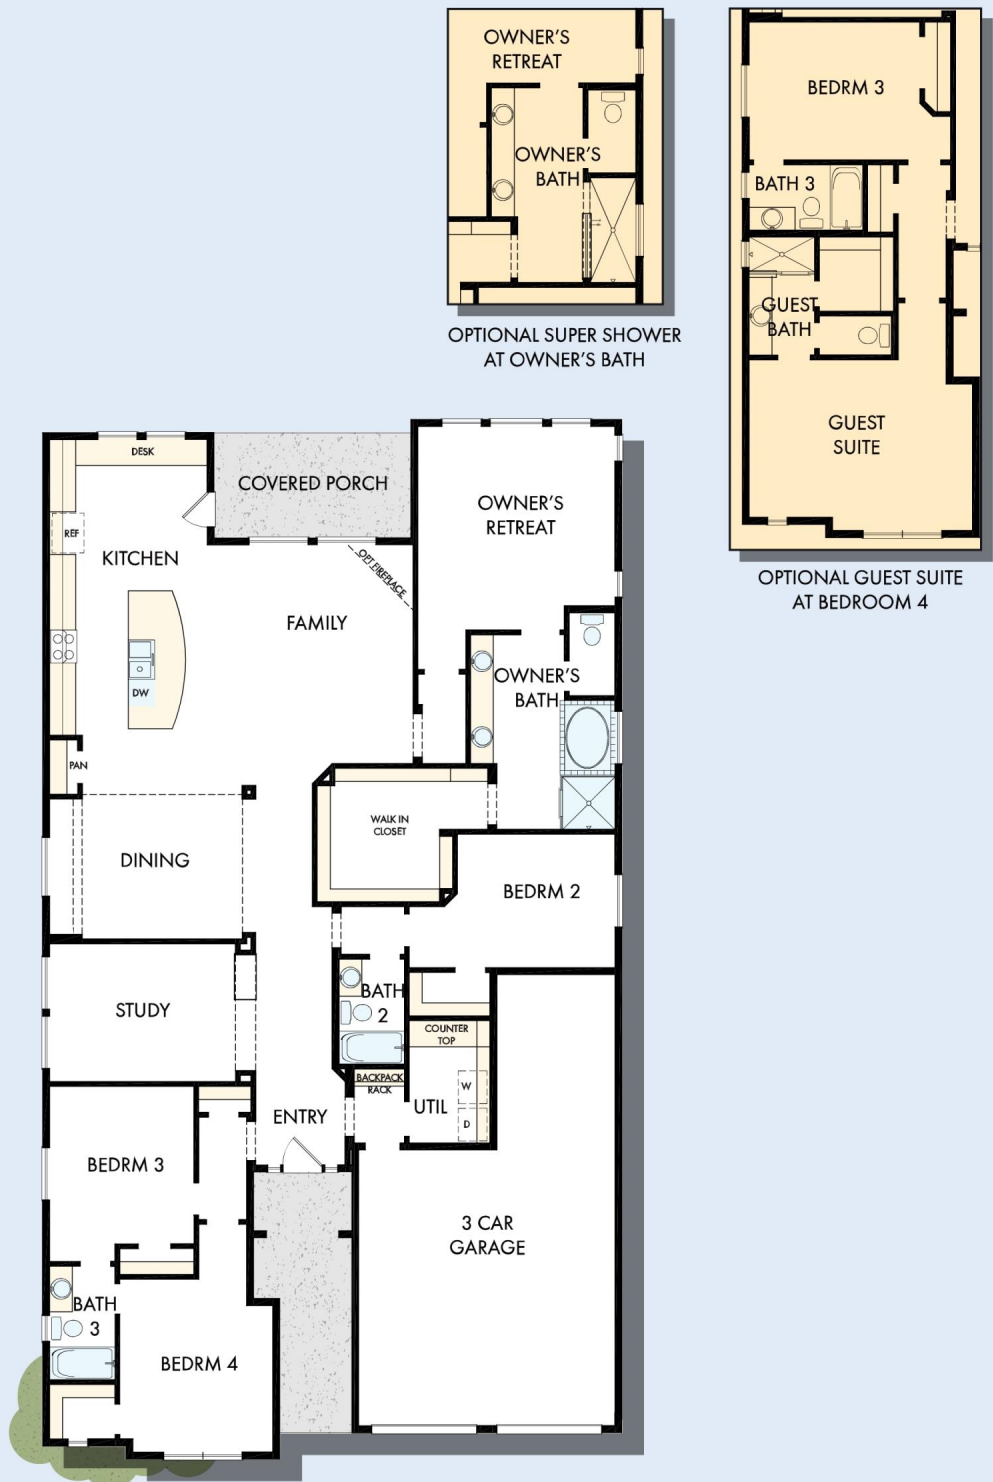 OWNER'S
RETREAT
OWNER'S
BATH
OPTIONAL SUPER SHOWER
AT OWNER'S BATH
BEDRM 3
BATH 3
GUEST
BATH
GUEST
SUITE
OPTIONAL GUEST SUITE
AT BEDROOM 4
DESK
COVERED PORCH
OWNER'S
RETREAT
REF
KITCHEN
OPT FIREPLACE
FAMILY
OWNER'S
BATH
DW
PAN
WALK IN
CLOSET
DINING
BEDRM 2
STUDY
BATH
2
COUNTER
TOP
BACKPACK
RACK
W
UTIL
D
ENTRY
BEDRM 3
3 CAR
GARAGE
BATH
3
BEDRM 4